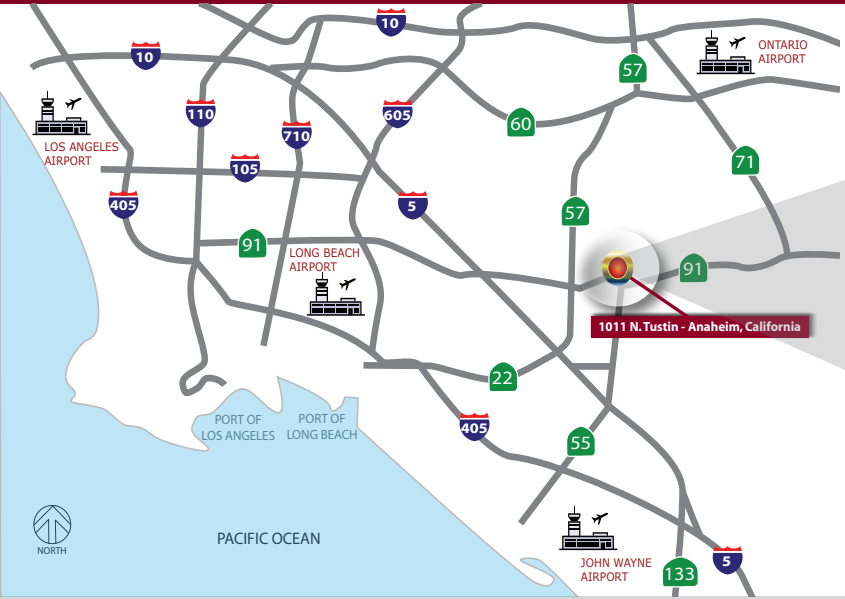 10
10
ONTARIO
AIRPORT
57
110
605
60
710
LOS ANGELES
AIRPORT
105
71
405
5
57
91
LONG BEACH
AIRPORT
91
1011 N. Tustin - Anaheim, California
22
PORT OF
LOS ANGELES
PORT OF
LONG BEACH
405
55
PACIFIC OCEAN
NORTH
JOHN WAYNE
AIRPORT
5
133